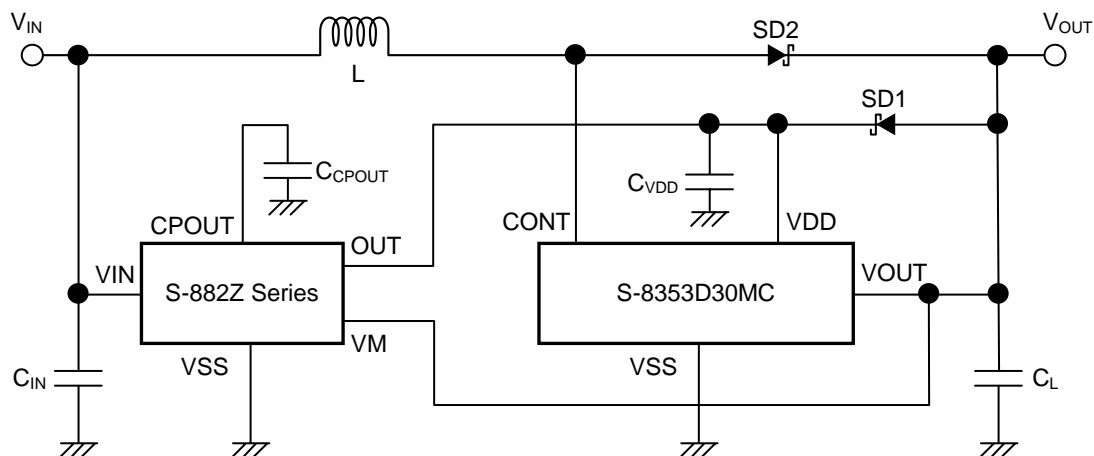 VIN
VOUT
SD2
L
SD1
CCPOUT
CVDD
CPOUT
OUT
CONT
VDD
VIN
S-882Z Series
S-8353D30MC
VOUT
VM
VSS
VSS
CIN
CL